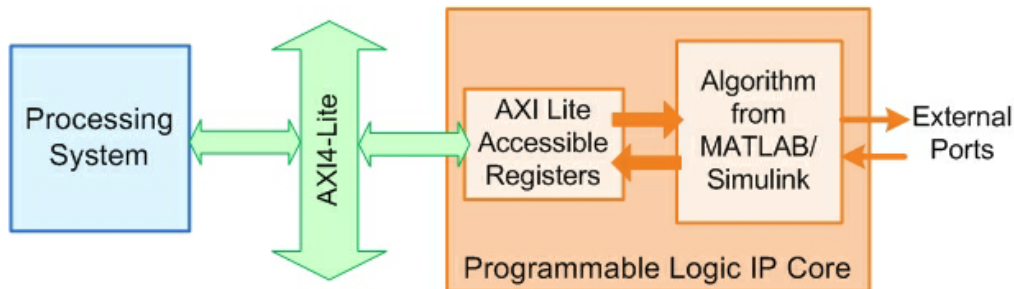 Processing
System
AXI4-Lite
AXI Lite
Accessible
Registers
Algorithm
from
MATLAB/
Simulink
External
Ports
Programmable Logic IP Core